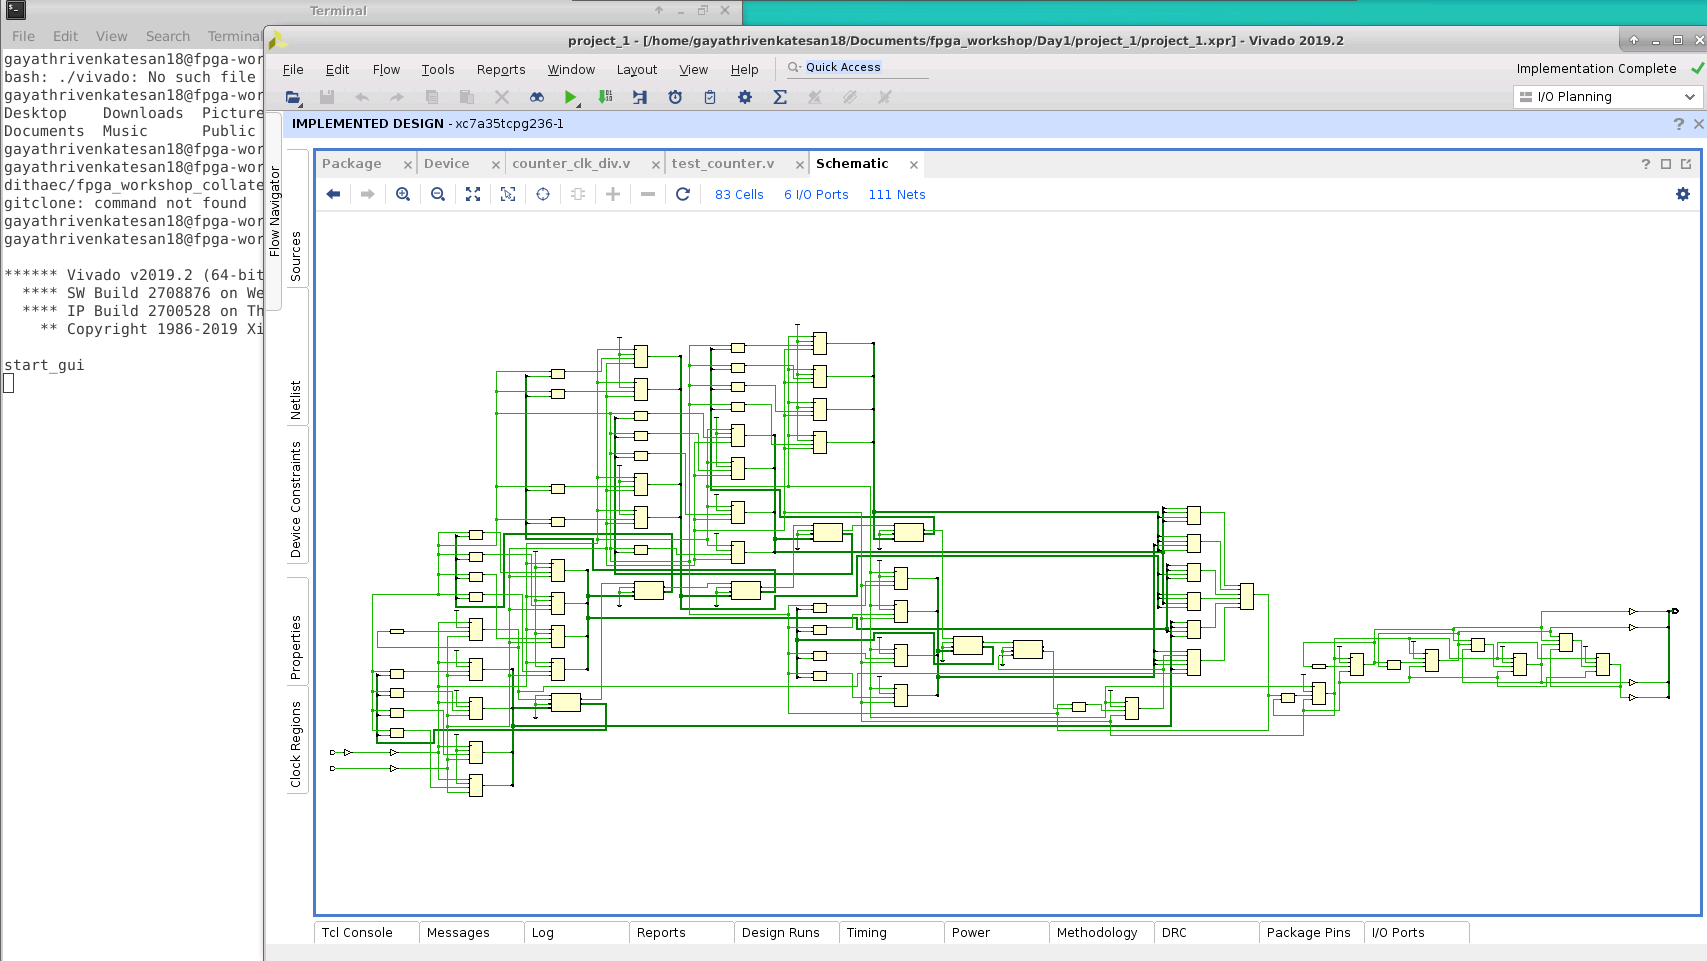 Terminal
File Edit View Search Terminal
gayathrivenkatesan18@fpga-wor
bash: ./vivado: No such file
gayathrivenkatesan18@fpga-wor
Desktop Downloads Picture
Documents Music Public
gayathrivenkatesan18@fpga-wor
gayathrivenkatesan18@fpga-wor
dithaec/fpga_workshop_collate
gitclone: command not found
gayathrivenkatesan18@fpga-wor
gayathrivenkatesan18@fpga-wor
****** Vivado v2019.2 (64-bit
**** SW Build 2708876 on We
**** IP Build 2700528 on Th
** Copyright 1986-2019 Xi
start_gui
project_1 - [/home/gayathrivenkatesan18/Documents/fpga_workshop/Day1/project_1/project_1.xpr] - Vivado 2019.2
File Edit Flow Tools Reports Window Layout View Help Quick Access
Implementation Complete
I/O Planning
IMPLEMENTED DESIGN - xc7a35tcpg236-1
Flow Navigator
Sources
Netlist
Device Constraints
Properties
Clock Regions
Package Device counter_clk_div.v test_counter.v Schematic
83 Cells 6 I/O Ports 111 Nets
Tcl Console Messages Log Reports Design Runs Timing Power Methodology DRC Package Pins I/O Ports